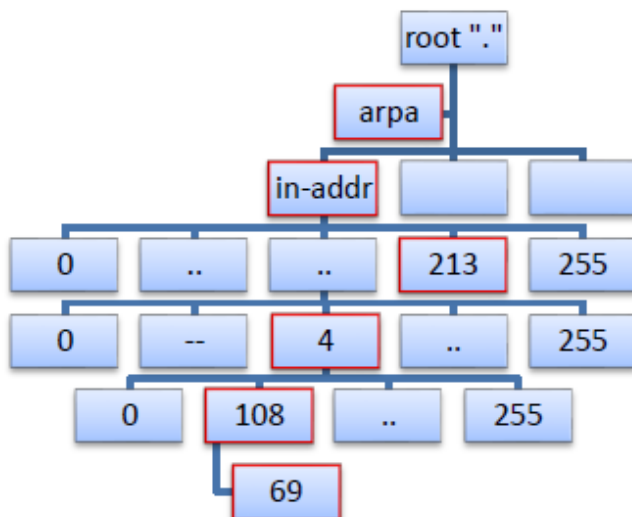 root "."
arpa
in-addr
0 .. .. 213 255
0 -- 4 .. 255
0 108 .. 255
69